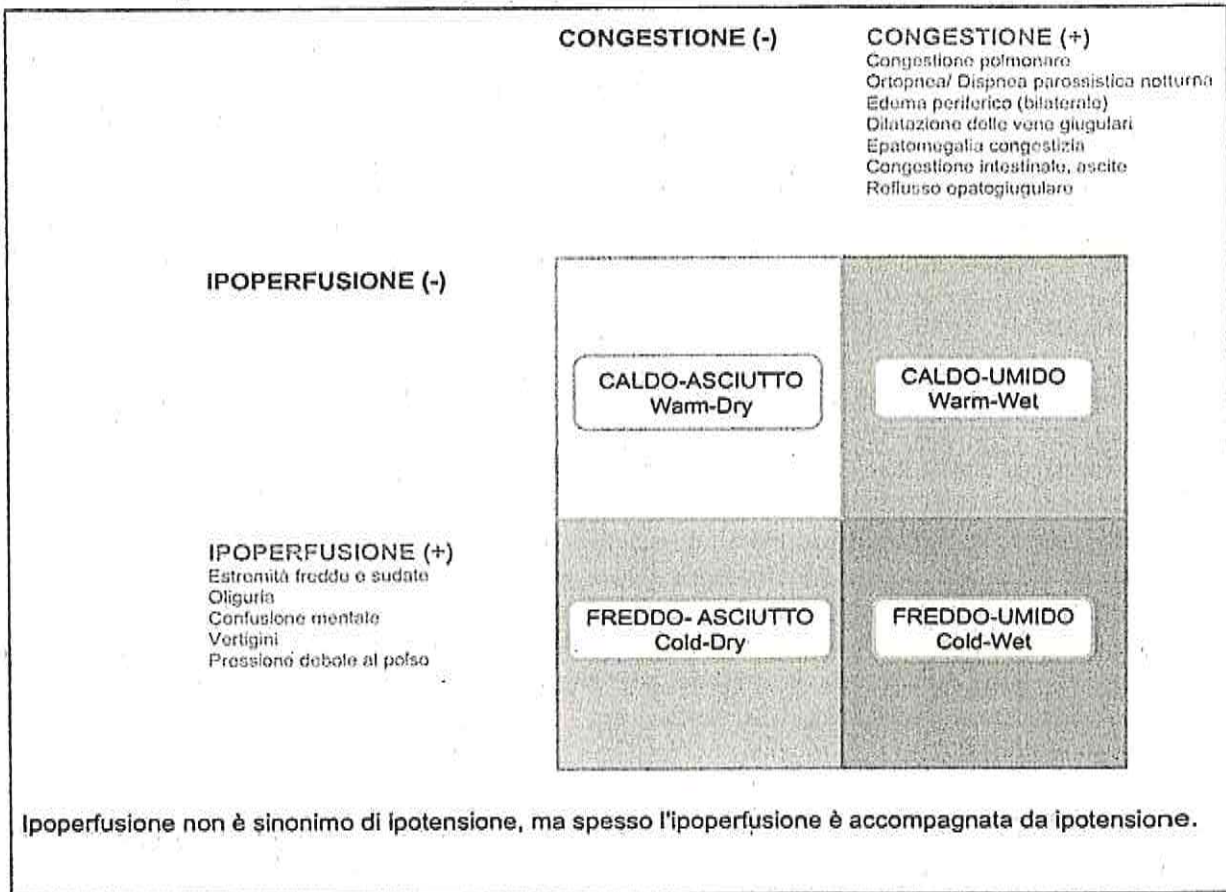 CONGESTIONE (-)
CONGESTIONE (+)
Congestione polmonare
Ortopnea/ Dispnea parossistica notturna
Edema periferico (bilaterale)
Dilatazione delle vene giugulari
Epatomegalia congestizia
Congestione intestinale, ascite
Reflusso epatogiugulare
IPOPERFUSIONE (-)
CALDO-ASCIUTTO
Warm-Dry
CALDO-UMIDO
Warm-Wet
IPOPERFUSIONE (+)
Estremità fredde e sudate
Oliguria
Confusione mentale
Vertigini
Pressione debole al polso
FREDDO- ASCIUTTO
Cold-Dry
FREDDO-UMIDO
Cold-Wet
Ipoperfusione non è sinonimo di ipotensione, ma spesso l'ipoperfusione è accompagnata da ipotensione.